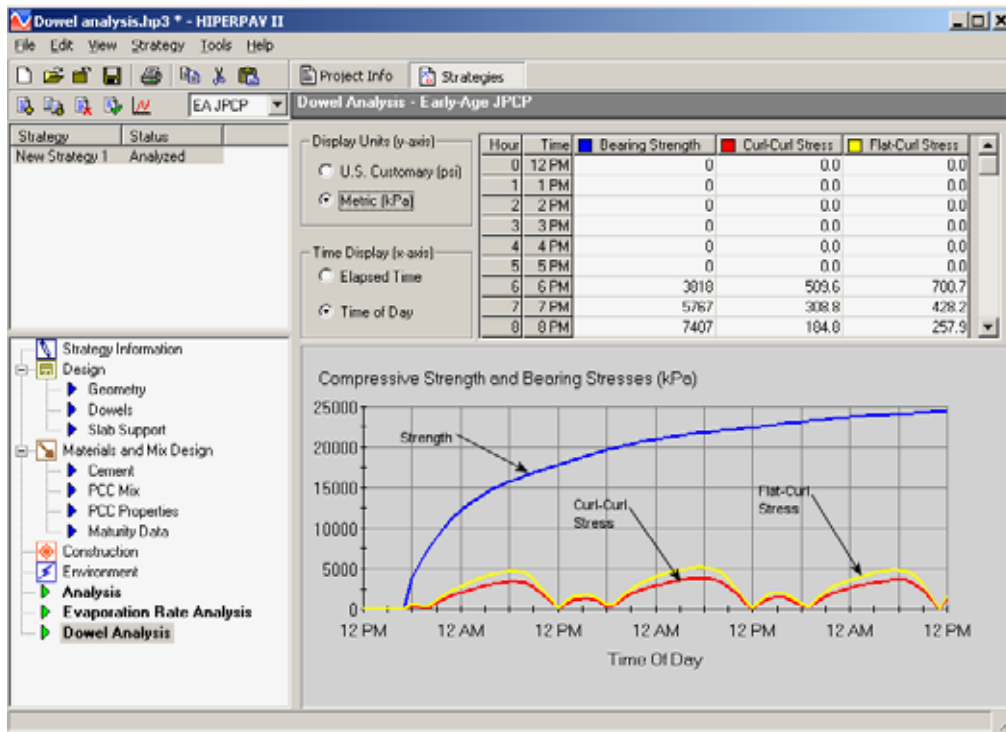 Dowel analysis.hp3 * - HIPERPAV II
File Edit View Strategy Tools Help
Project Info Strategies
EA JPCP
Dowel Analysis - Early-Age JPCP
Strategy Status
New Strategy 1 Analyzed
Display Units (y-axis)
U.S. Customary (psi)
Metric (kPa)
Time Display (x-axis)
Elapsed Time
Time of Day
Hour Time Bearing Strength Curl-Curl Stress Flat-Curl Stress
0 12 PM 0 0.0 0.0
1 1 PM 0 0.0 0.0
2 2 PM 0 0.0 0.0
3 3 PM 0 0.0 0.0
4 4 PM 0 0.0 0.0
5 5 PM 0 0.0 0.0
6 6 PM 3818 509.6 700.7
7 7 PM 5767 308.8 428.2
8 8 PM 7407 184.8 257.9
Strategy Information
Design
Geometry
Dowels
Slab Support
Materials and Mix Design
Cement
PCC Mix
PCC Properties
Maturity Data
Construction
Environment
Analysis
Evaporation Rate Analysis
Dowel Analysis
Compressive Strength and Bearing Stresses (kPa)
25000
20000
15000
10000
5000
0
Strength
Curl-Curl
Stress
Flat-Curl
Stress
12 PM 12 AM 12 PM 12 AM 12 PM 12 AM 12 PM
Time Of Day